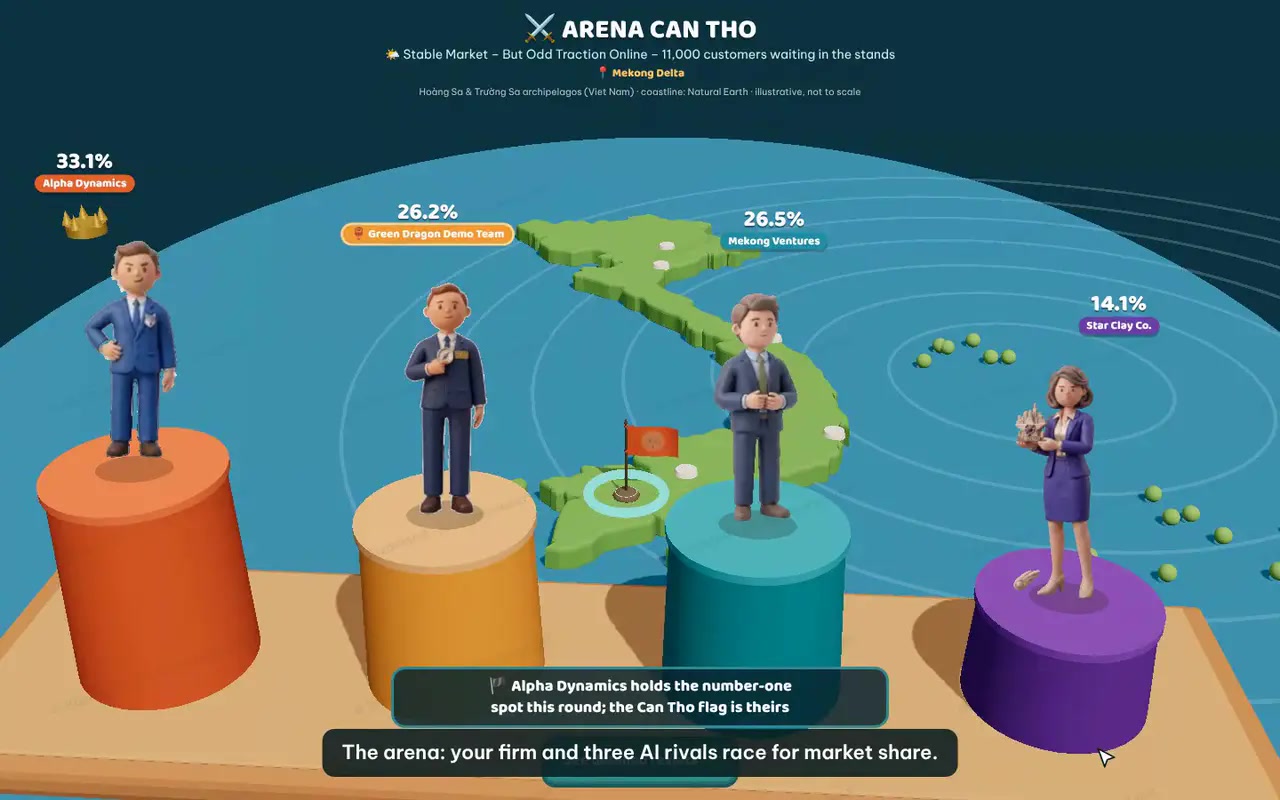 ⚔️ ARENA CAN THO
🌤️ Stable Market – But Odd Traction Online – 11,000 customers waiting in the stands
📍 Mekong Delta
Hoàng Sa & Trường Sa archipelagos (Viet Nam) · coastline: Natural Earth · illustrative, not to scale
33.1%
Alpha Dynamics
26.2%
Green Dragon Demo Team
26.5%
Mekong Ventures
14.1%
Star Clay Co.
🏴 Alpha Dynamics holds the number-one
spot this round; the Can Tho flag is theirs
The arena: your firm and three AI rivals race for market share.